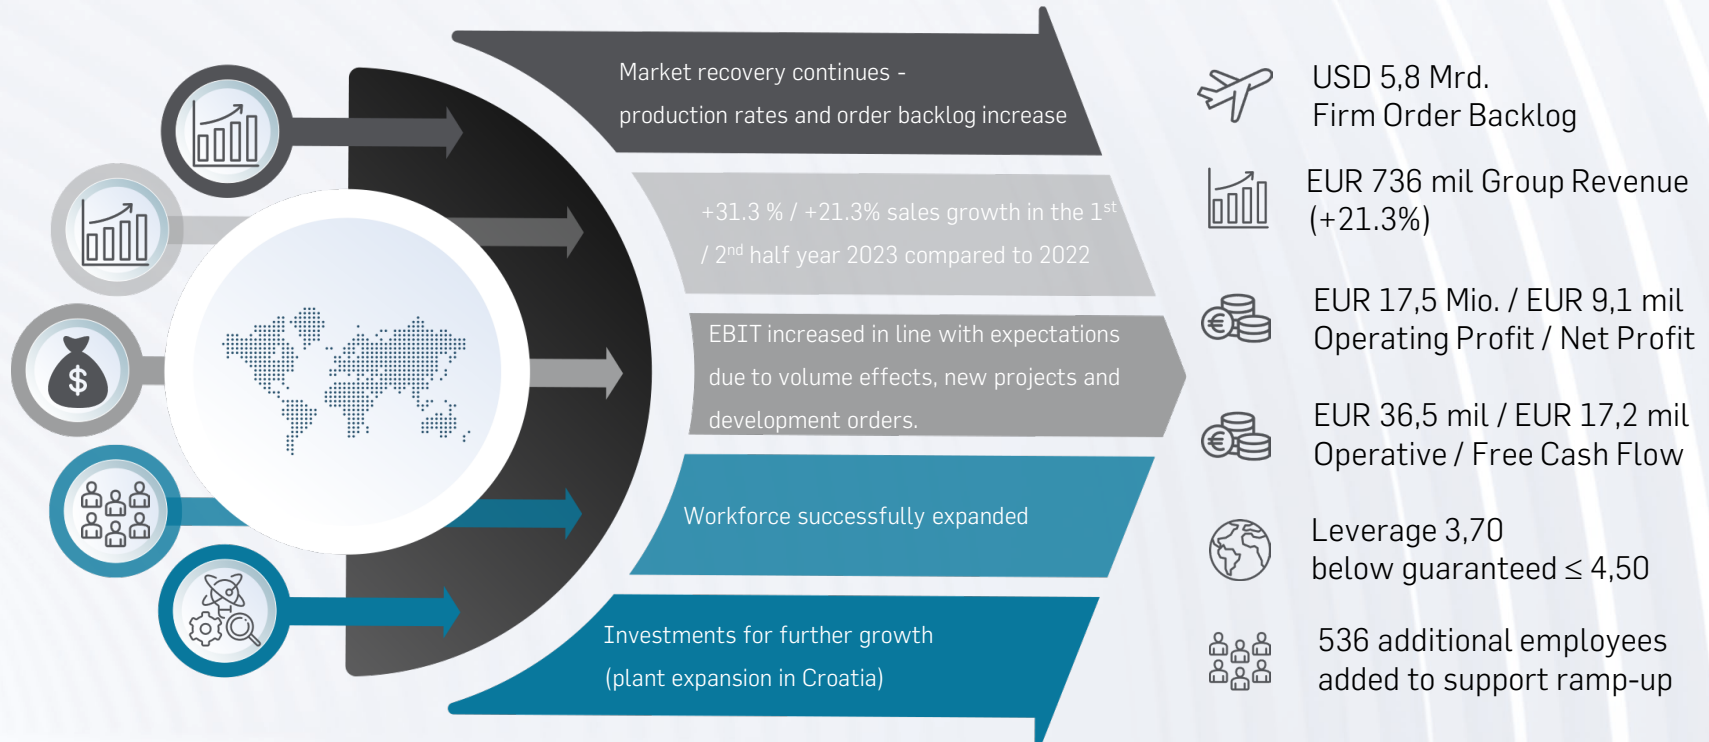 Market recovery continues -
production rates and order backlog increase
+31.3 % / +21.3% sales growth in the 1st
/ 2nd half year 2023 compared to 2022
EBIT increased in line with expectations
due to volume effects, new projects and
development orders.
Workforce successfully expanded
Investments for further growth
(plant expansion in Croatia)
USD 5,8 Mrd.
Firm Order Backlog
EUR 736 mil Group Revenue
(+21.3%)
EUR 17,5 Mio. / EUR 9,1 mil
Operating Profit / Net Profit
EUR 36,5 mil / EUR 17,2 mil
Operative / Free Cash Flow
Leverage 3,70
below guaranteed ≤ 4,50
536 additional employees
added to support ramp-up